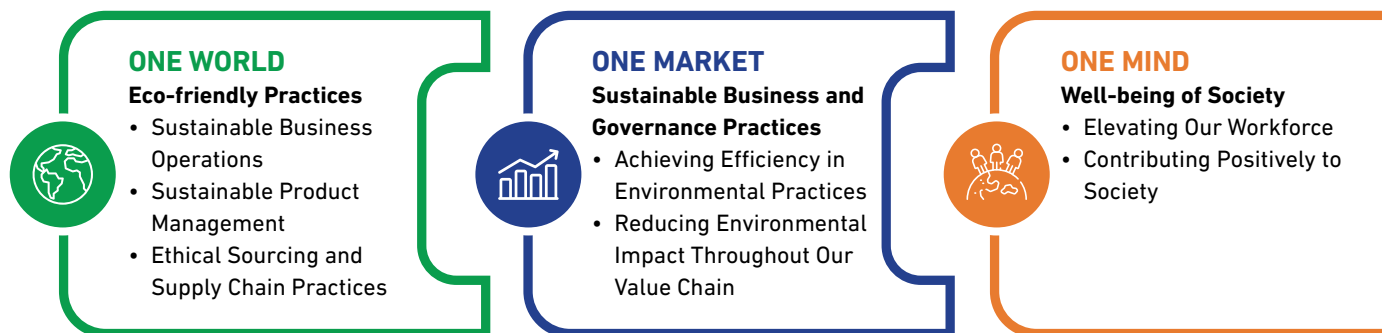 ONE WORLD
Eco-friendly Practices
• Sustainable Business
Operations
• Sustainable Product
Management
• Ethical Sourcing and
Supply Chain Practices
ONE MARKET
Sustainable Business and
Governance Practices
• Achieving Efficiency in
Environmental Practices
• Reducing Environmental
Impact Throughout Our
Value Chain
ONE MIND
Well-being of Society
• Elevating Our Workforce
• Contributing Positively to
Society